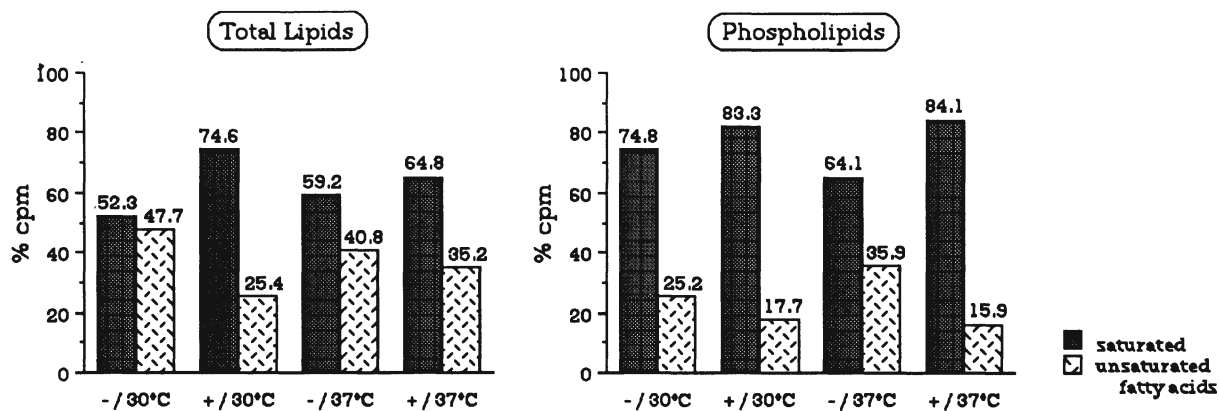 Total Lipids
Phospholipids
% cpm
100
80
60
40
20
0
52.3
47.7
74.6
25.4
59.2
40.8
64.8
35.2
- / 30°C
+ / 30°C
- / 37°C
+ / 37°C
% cpm
100
80
60
40
20
0
74.8
25.2
83.3
17.7
64.1
35.9
84.1
15.9
- / 30°C
+ / 30°C
- / 37°C
+ / 37°C
saturated
unsaturated
fatty acids